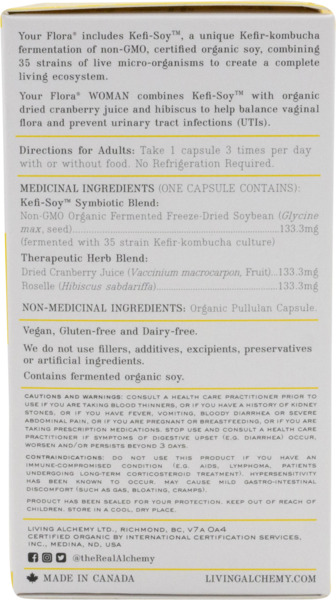 Your Flora® includes Kefi-Soy™, a unique Kefir-kombucha
fermentation of non-GMO, certified organic soy, combining
35 strains of live micro-organisms to create a complete
living ecosystem.
Your Flora® WOMAN combines Kefi-Soy™ with organic
dried cranberry juice and hibiscus to help balance vaginal
flora and prevent urinary tract infections (UTIs).
Directions for Adults: Take 1 capsule 3 times per day
with or without food. No Refrigeration Required.
MEDICINAL INGREDIENTS (ONE CAPSULE CONTAINS):
Kefi-Soy™ Symbiotic Blend:
Non-GMO Organic Fermented Freeze-Dried Soybean (Glycine
max, seed)...133.3mg
(fermented with 35 strain Kefir-kombucha culture)
Therapeutic Herb Blend:
Dried Cranberry Juice (Vaccinium macrocarpon, Fruit)...133.3mg
Roselle (Hibiscus sabdariffa)...133.3mg
NON-MEDICINAL INGREDIENTS: Organic Pullulan Capsule.
Vegan, Gluten-free and Dairy-free.
We do not use fillers, additives, excipients, preservatives
or artificial ingredients.
Contains fermented organic soy.
CAUTIONS AND WARNINGS: CONSULT A HEALTH CARE PRACTITIONER PRIOR TO
USE IF YOU ARE TAKING BLOOD THINNERS, OR IF YOU HAVE A HISTORY OF KIDNEY
STONES, OR IF YOU HAVE FEVER, VOMITING, BLOODY DIARRHEA OR SEVERE
ABDOMINAL PAIN, OR IF YOU ARE PREGNANT OR BREASTFEEDING, OR IF YOU ARE
TAKING PRESCRIPTION MEDICATIONS. STOP USE AND CONSULT A HEALTH CARE
PRACTITIONER IF SYMPTOMS OF DIGESTIVE UPSET (E.G. DIARRHEA) OCCUR,
WORSEN AND/OR PERSISTS BEYOND 3 DAYS.
CONTRAINDICATIONS: DO NOT USE THIS PRODUCT IF YOU HAVE AN
IMMUNE-COMPROMISED CONDITION (E.G. AIDS, LYMPHOMA, PATIENTS
UNDERGOING LONG-TERM CORTICOSTEROID TREATMENT). HYPERSENSITIVITY
HAS BEEN KNOWN TO OCCUR. MAY CAUSE MILD GASTRO-INTESTINAL
DISCOMFORT (SUCH AS GAS, BLOATING, CRAMPS).
PRODUCT HAS BEEN SEALED FOR YOUR PROTECTION. KEEP OUT OF REACH OF
CHILDREN. STORE IN A COOL, DRY PLACE.
LIVING ALCHEMY LTD., RICHMOND, BC, V7A 0A4
CERTIFIED ORGANIC BY INTERNATIONAL CERTIFICATION SERVICES,
INC., MEDINA, ND, USA
@theRealAlchemy
MADE IN CANADA LIVINGALCHEMY.COM